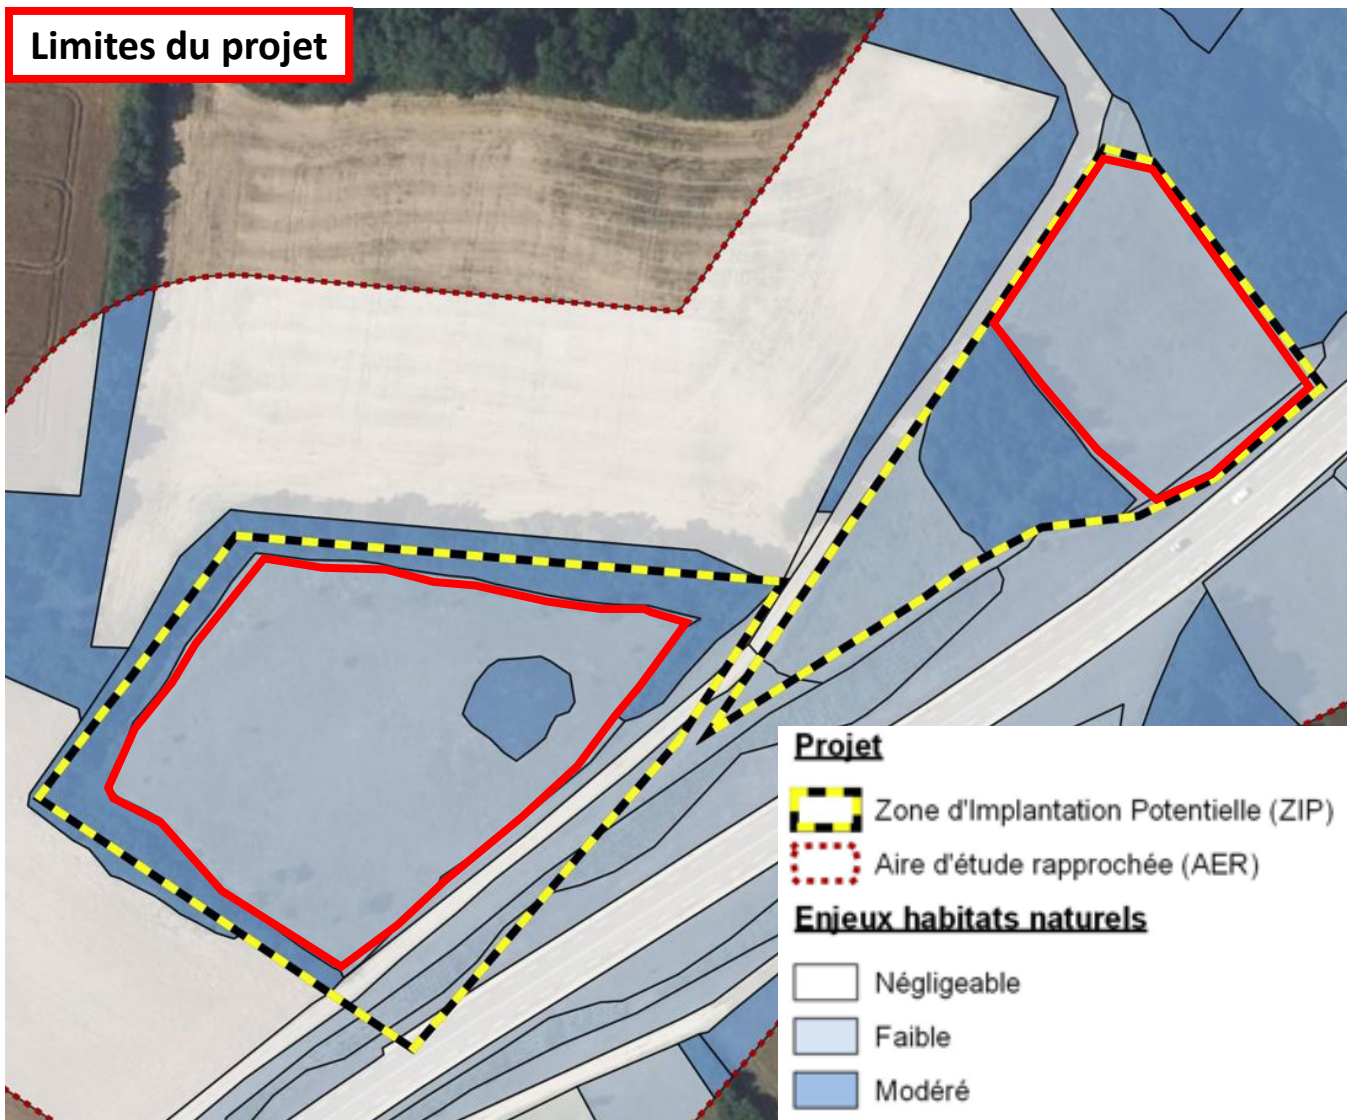 Limites du projet
Projet
Zone d'Implantation Potentielle (ZIP)
Aire d'étude rapprochée (AER)
Enjeux habitats naturels
Négligeable
Faible
Modéré